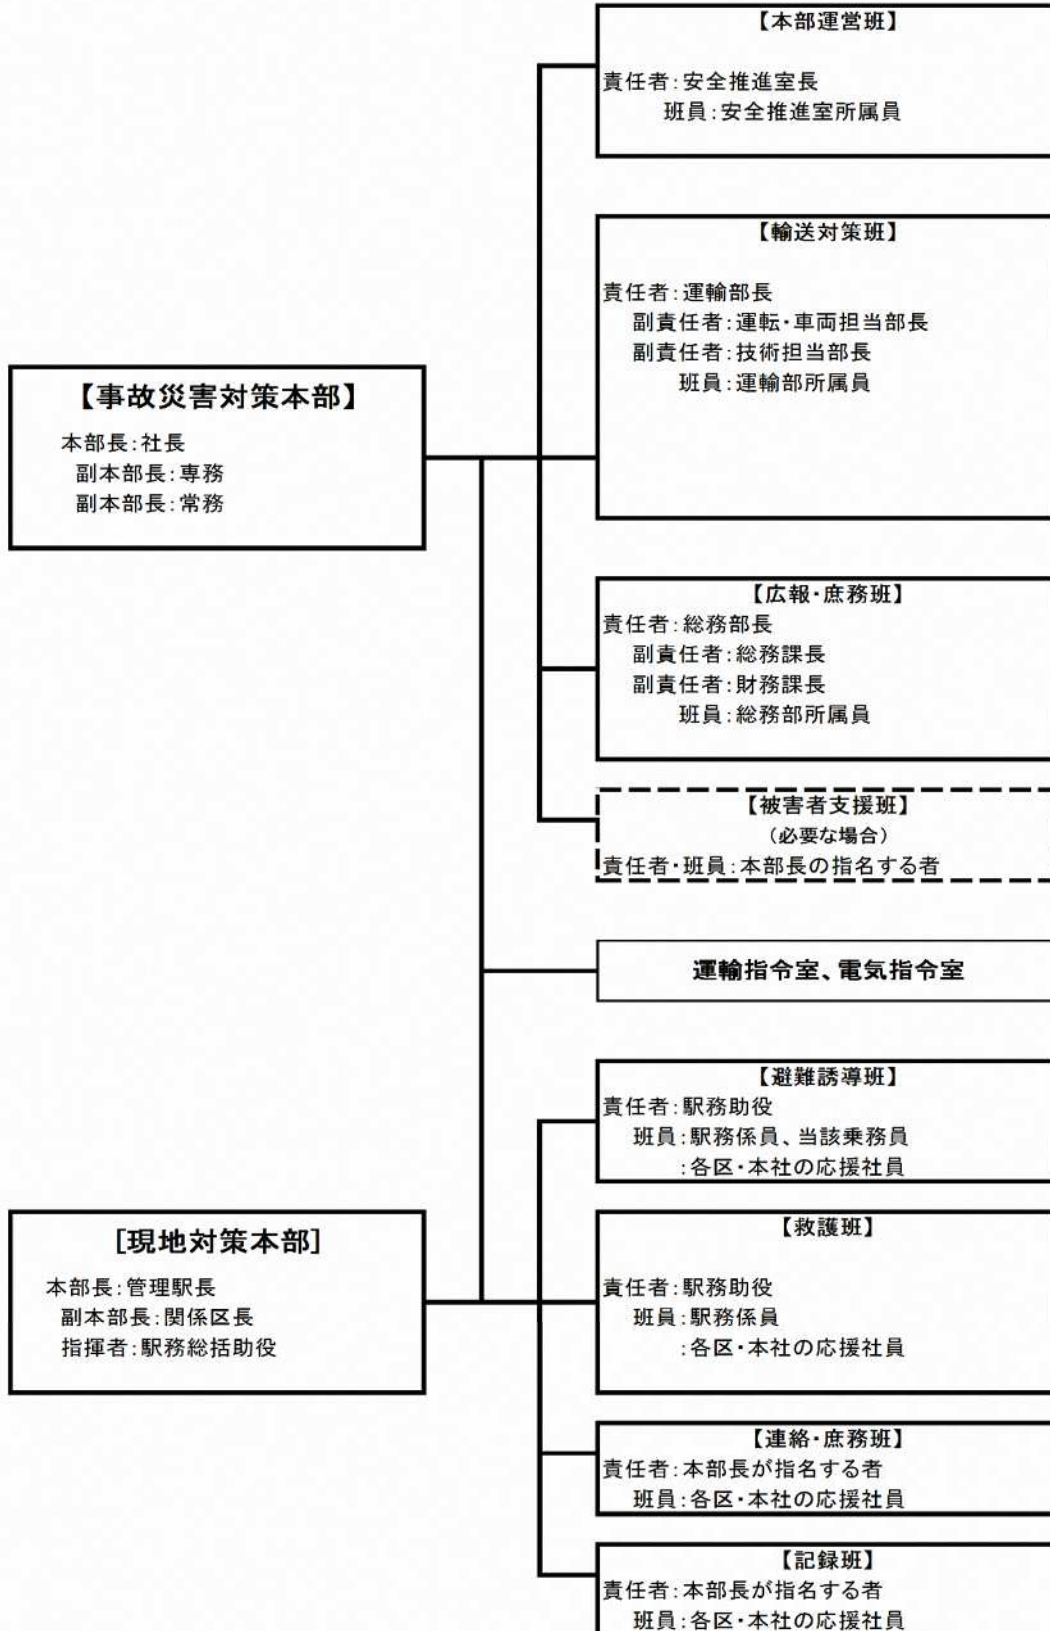 【本部運営班】
責任者:安全推進室長
班員:安全推進室所属員
【輸送対策班】
責任者:運輸部長
副責任者:運転・車両担当部長
副責任者:技術担当部長
班員:運輸部所属員
【事故災害対策本部】
本部長:社長
副本部長:専務
副本部長:常務
【広報・庶務班】
責任者:総務部長
副責任者:総務課長
副責任者:財務課長
班員:総務部所属員
【被害者支援班】
（必要な場合）
責任者・班員:本部長の指名する者
運輸指令室、電気指令室
【避難誘導班】
責任者:駅務助役
班員:駅務係員、当該乗務員
:各区・本社の応援社員
[現地対策本部]
本部長:管理駅長
副本部長:関係区長
指揮者:駅務総括助役
【救護班】
責任者:駅務助役
班員:駅務係員
:各区・本社の応援社員
【連絡・庶務班】
責任者:本部長が指名する者
班員:各区・本社の応援社員
【記録班】
責任者:本部長が指名する者
班員:各区・本社の応援社員